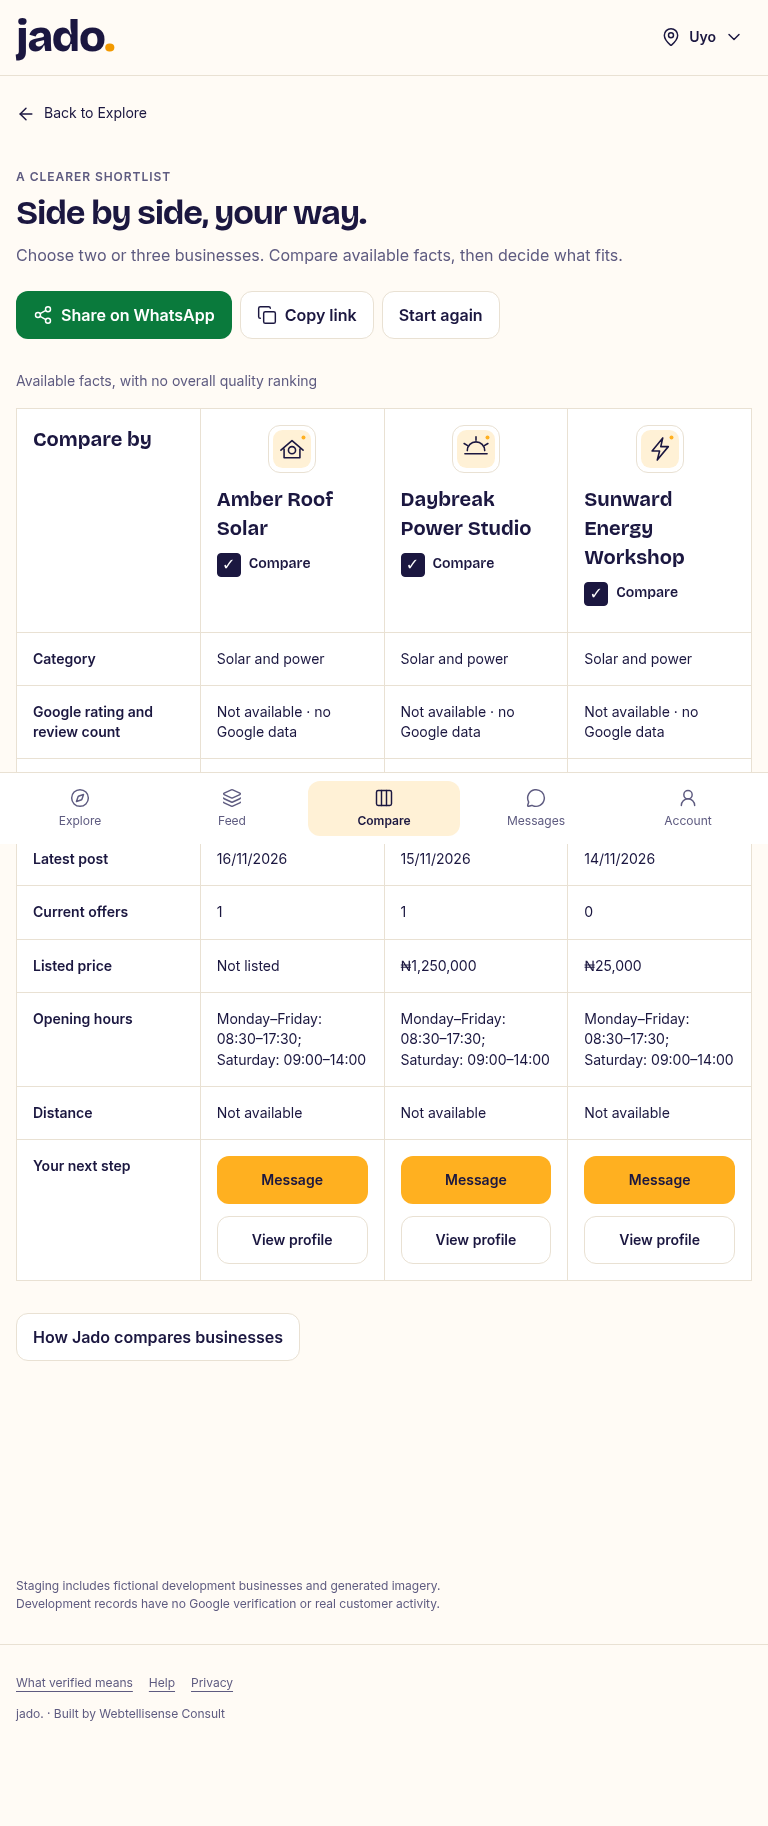 jado.
Uyo
Back to Explore
A CLEARER SHORTLIST
Side by side, your way.
Choose two or three businesses. Compare available facts, then decide what fits.
Share on WhatsApp
Copy link
Start again
Available facts, with no overall quality ranking
Compare by
Amber Roof
Solar
✓ Compare
Daybreak
Power Studio
✓ Compare
Sunward
Energy
Workshop
✓ Compare
Category
Solar and power
Solar and power
Solar and power
Google rating and
review count
Not available · no
Google data
Not available · no
Google data
Not available · no
Google data
Explore
Feed
Compare
Messages
Account
Latest post
16/11/2026
15/11/2026
14/11/2026
Current offers
1
1
0
Listed price
Not listed
₦1,250,000
₦25,000
Opening hours
Monday–Friday:
08:30–17:30;
Saturday: 09:00–14:00
Monday–Friday:
08:30–17:30;
Saturday: 09:00–14:00
Monday–Friday:
08:30–17:30;
Saturday: 09:00–14:00
Distance
Not available
Not available
Not available
Your next step
Message
Message
Message
View profile
View profile
View profile
How Jado compares businesses
Staging includes fictional development businesses and generated imagery.
Development records have no Google verification or real customer activity.
What verified means
Help
Privacy
jado. · Built by Webtellisense Consult